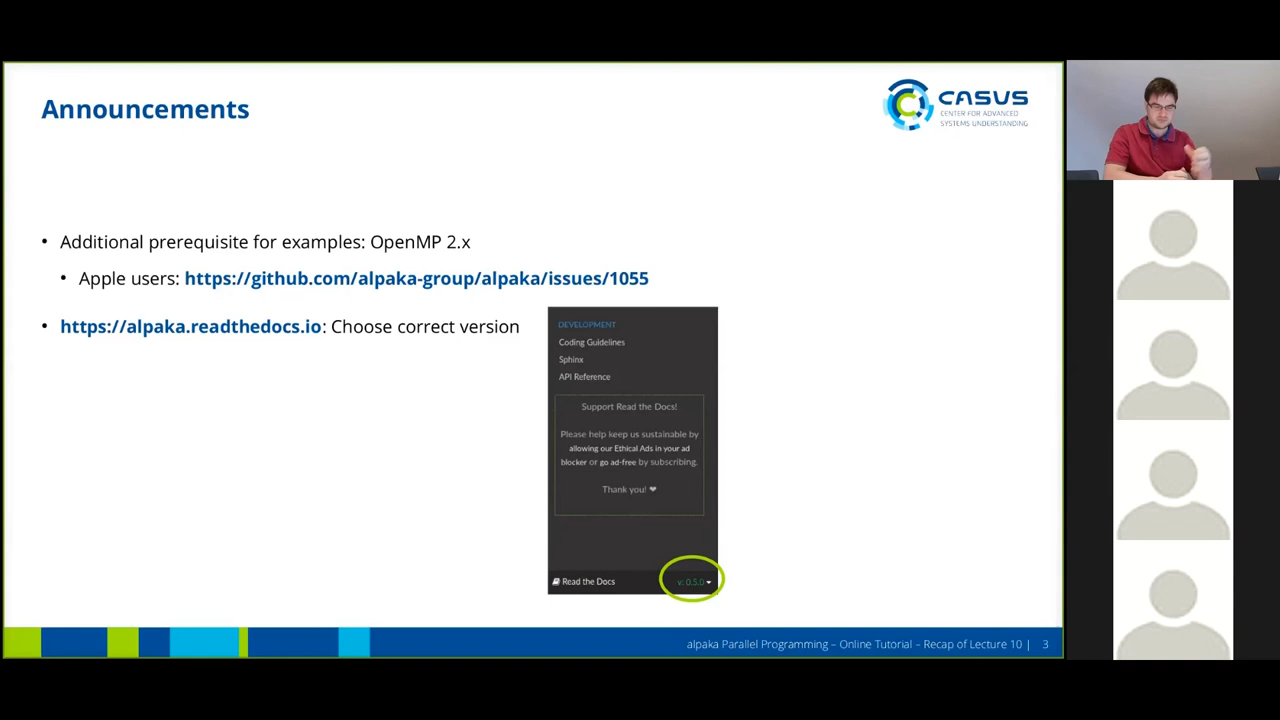 Announcements
CASUS
CENTER FOR ADVANCED
SYSTEMS UNDERSTANDING
• Additional prerequisite for examples: OpenMP 2.x
• Apple users: https://github.com/alpaka-group/alpaka/issues/1055
• https://alpaka.readthedocs.io: Choose correct version
DEVELOPMENT
Coding Guidelines
Sphinx
API Reference
Support Read the Docs!
Please help keep us sustainable by
allowing our Ethical Ads in your ad
blocker or go ad-free by subscribing.
Thank you! ❤
Read the Docs v: 0.5.0
alpaka Parallel Programming – Online Tutorial – Recap of Lecture 10 | 3